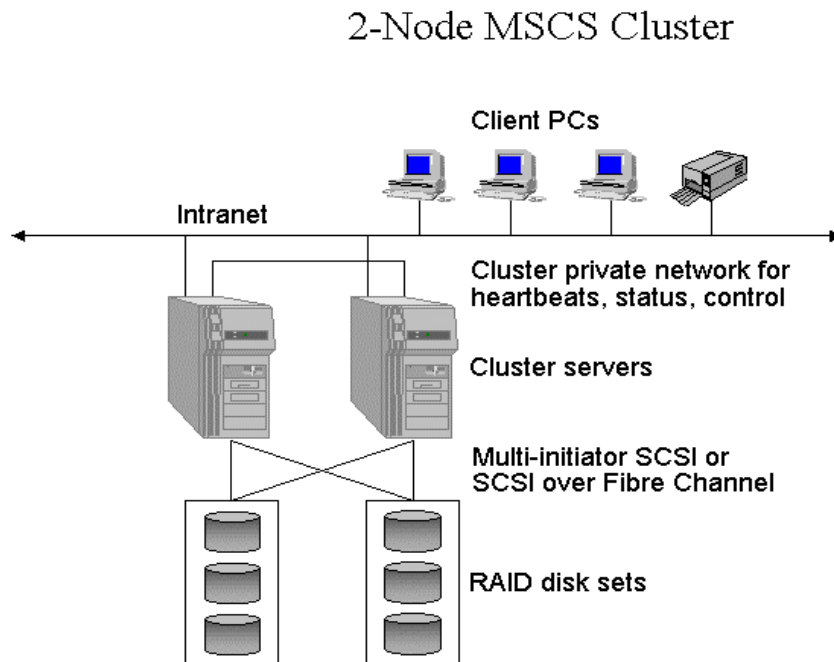 2-Node MSCS Cluster
Client PCs
Intranet
Cluster private network for
heartbeats, status, control
Cluster servers
Multi-initiator SCSI or
SCSI over Fibre Channel
RAID disk sets